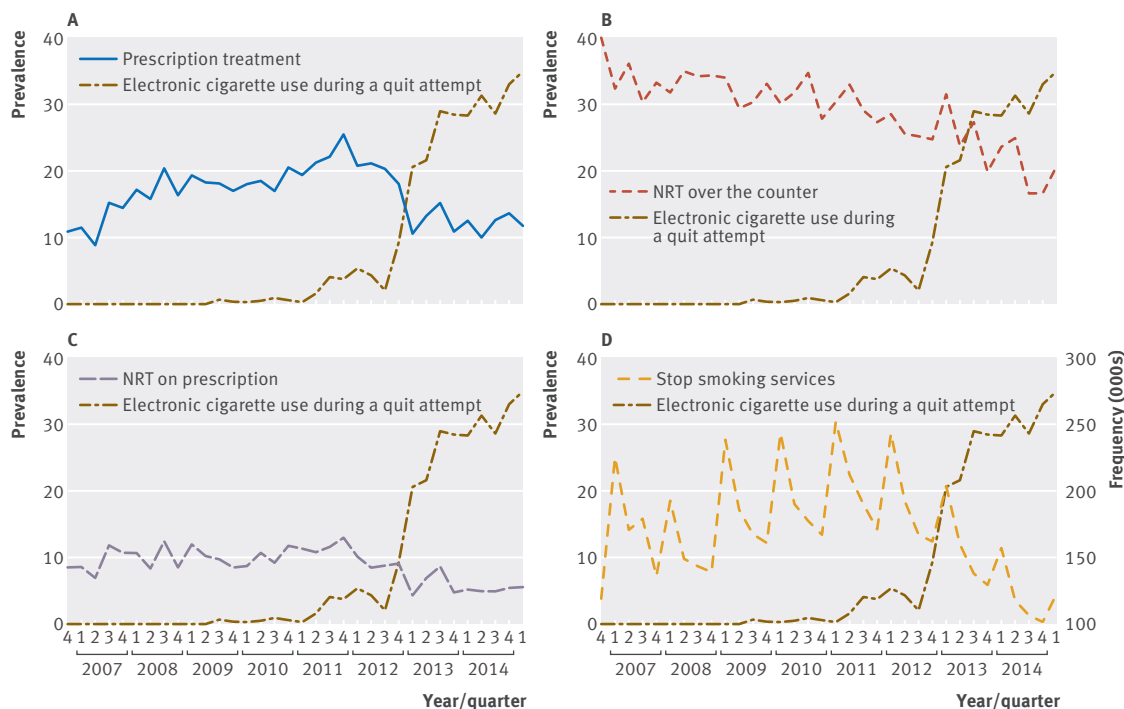 A
Prevalence
40
30
20
10
0
Prescription treatment
Electronic cigarette use during a quit attempt
B
Prevalence
40
30
20
10
0
NRT over the counter
Electronic cigarette use during
a quit attempt
C
Prevalence
40
30
20
10
0
NRT on prescription
Electronic cigarette use during a quit attempt
4 1 2 3 4 1 2 3 4 1 2 3 4 1 2 3 4 1 2 3 4 1 2 3 4 1 2 3 4 1 2 3 4 1
2007 2008 2009 2010 2011 2012 2013 2014
Year/quarter
D
Prevalence
40
30
20
10
0
Stop smoking services
Electronic cigarette use during a quit attempt
300
250
200
150
100
Frequency (000s)
4 1 2 3 4 1 2 3 4 1 2 3 4 1 2 3 4 1 2 3 4 1 2 3 4 1 2 3 4 1 2 3 4 1
2007 2008 2009 2010 2011 2012 2013 2014
Year/quarter